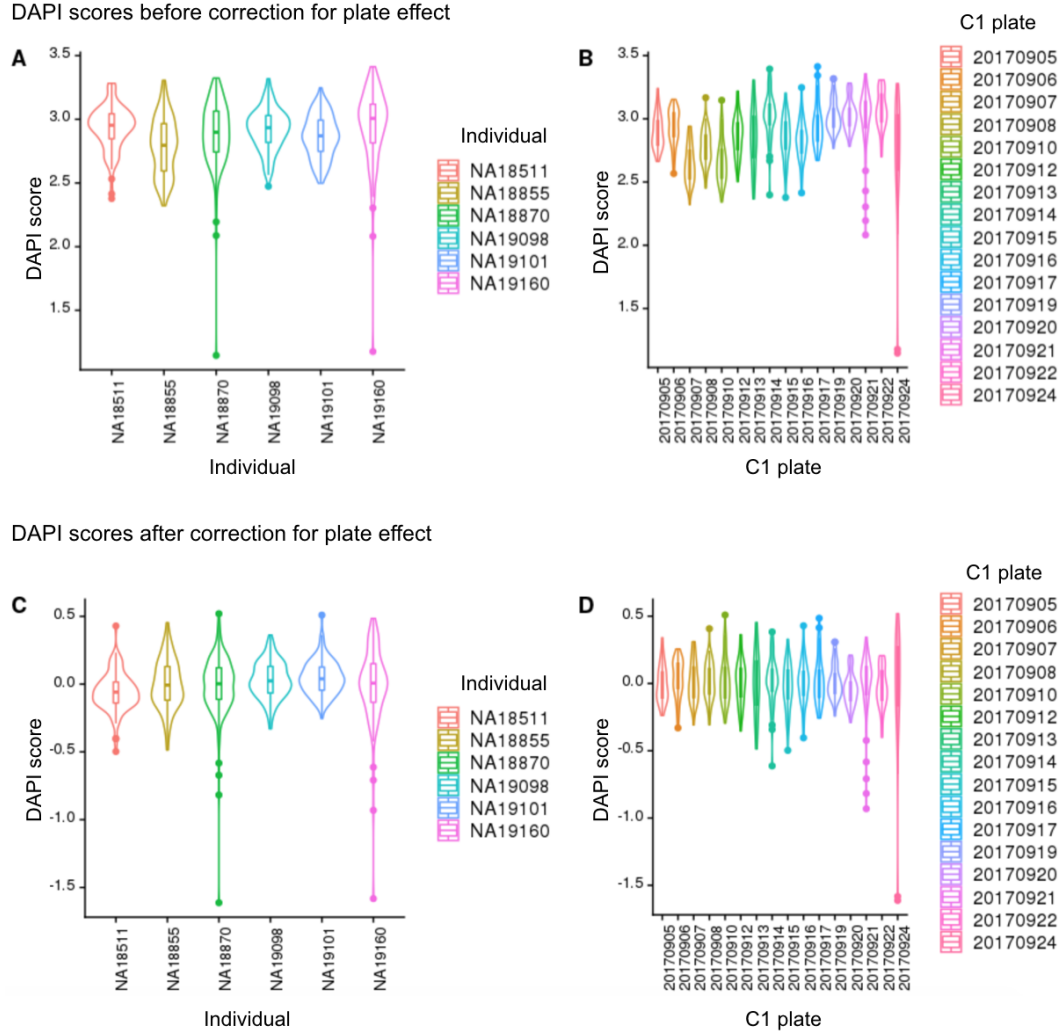 DAPI scores before correction for plate effect
A
3.5
3.0
2.5
2.0
1.5
DAPI score
NA18511
NA18855
NA18870
NA19098
NA19101
NA19160
Individual
Individual
NA18511
NA18855
NA18870
NA19098
NA19101
NA19160
B
3.5
3.0
2.5
2.0
1.5
DAPI score
20170905
20170906
20170907
20170908
20170910
20170912
20170913
20170914
20170915
20170916
20170917
20170919
20170920
20170921
20170922
20170924
C1 plate
C1 plate
20170905
20170906
20170907
20170908
20170910
20170912
20170913
20170914
20170915
20170916
20170917
20170919
20170920
20170921
20170922
20170924
DAPI scores after correction for plate effect
C
0.5
0.0
-0.5
-1.0
-1.5
DAPI score
NA18511
NA18855
NA18870
NA19098
NA19101
NA19160
Individual
Individual
NA18511
NA18855
NA18870
NA19098
NA19101
NA19160
D
0.5
0.0
-0.5
-1.0
-1.5
DAPI score
20170905
20170906
20170907
20170908
20170910
20170912
20170913
20170914
20170915
20170916
20170917
20170919
20170920
20170921
20170922
20170924
C1 plate
C1 plate
20170905
20170906
20170907
20170908
20170910
20170912
20170913
20170914
20170915
20170916
20170917
20170919
20170920
20170921
20170922
20170924